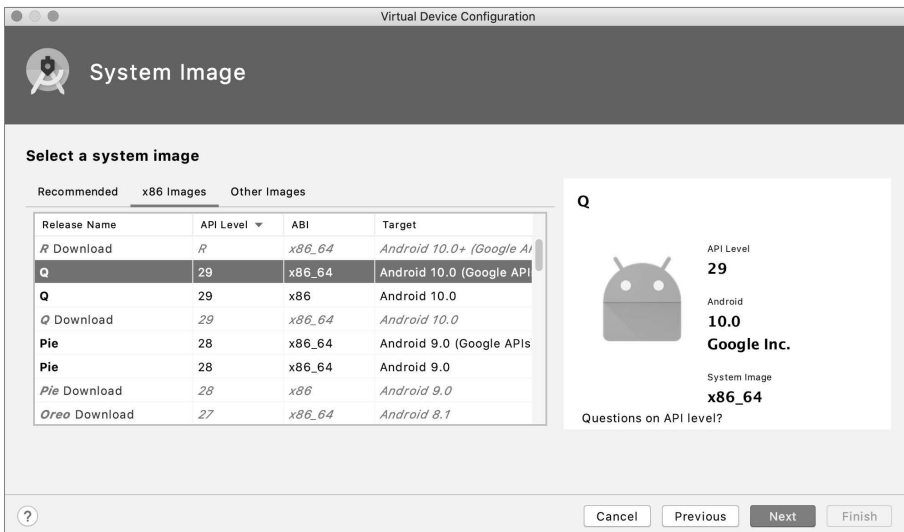 Virtual Device Configuration
System Image
Select a system image
Recommended x86 Images Other Images
Release Name API Level ABI Target
R Download R x86_64 Android 10.0+ (Google AP
Q 29 x86_64 Android 10.0 (Google API
Q 29 x86 Android 10.0
Q Download 29 x86_64 Android 10.0
Pie 28 x86_64 Android 9.0 (Google APIs
Pie 28 x86_64 Android 9.0
Pie Download 28 x86 Android 9.0
Oreo Download 27 x86_64 Android 8.1
Q
API Level
29
Android
10.0
Google Inc.
System Image
x86_64
Questions on API level?
? Cancel Previous Next Finish